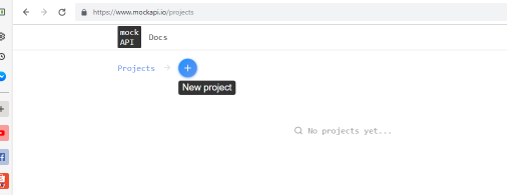 https://www.mockapi.io/projects
mock
API
Docs
Projects
New project
No projects yet...